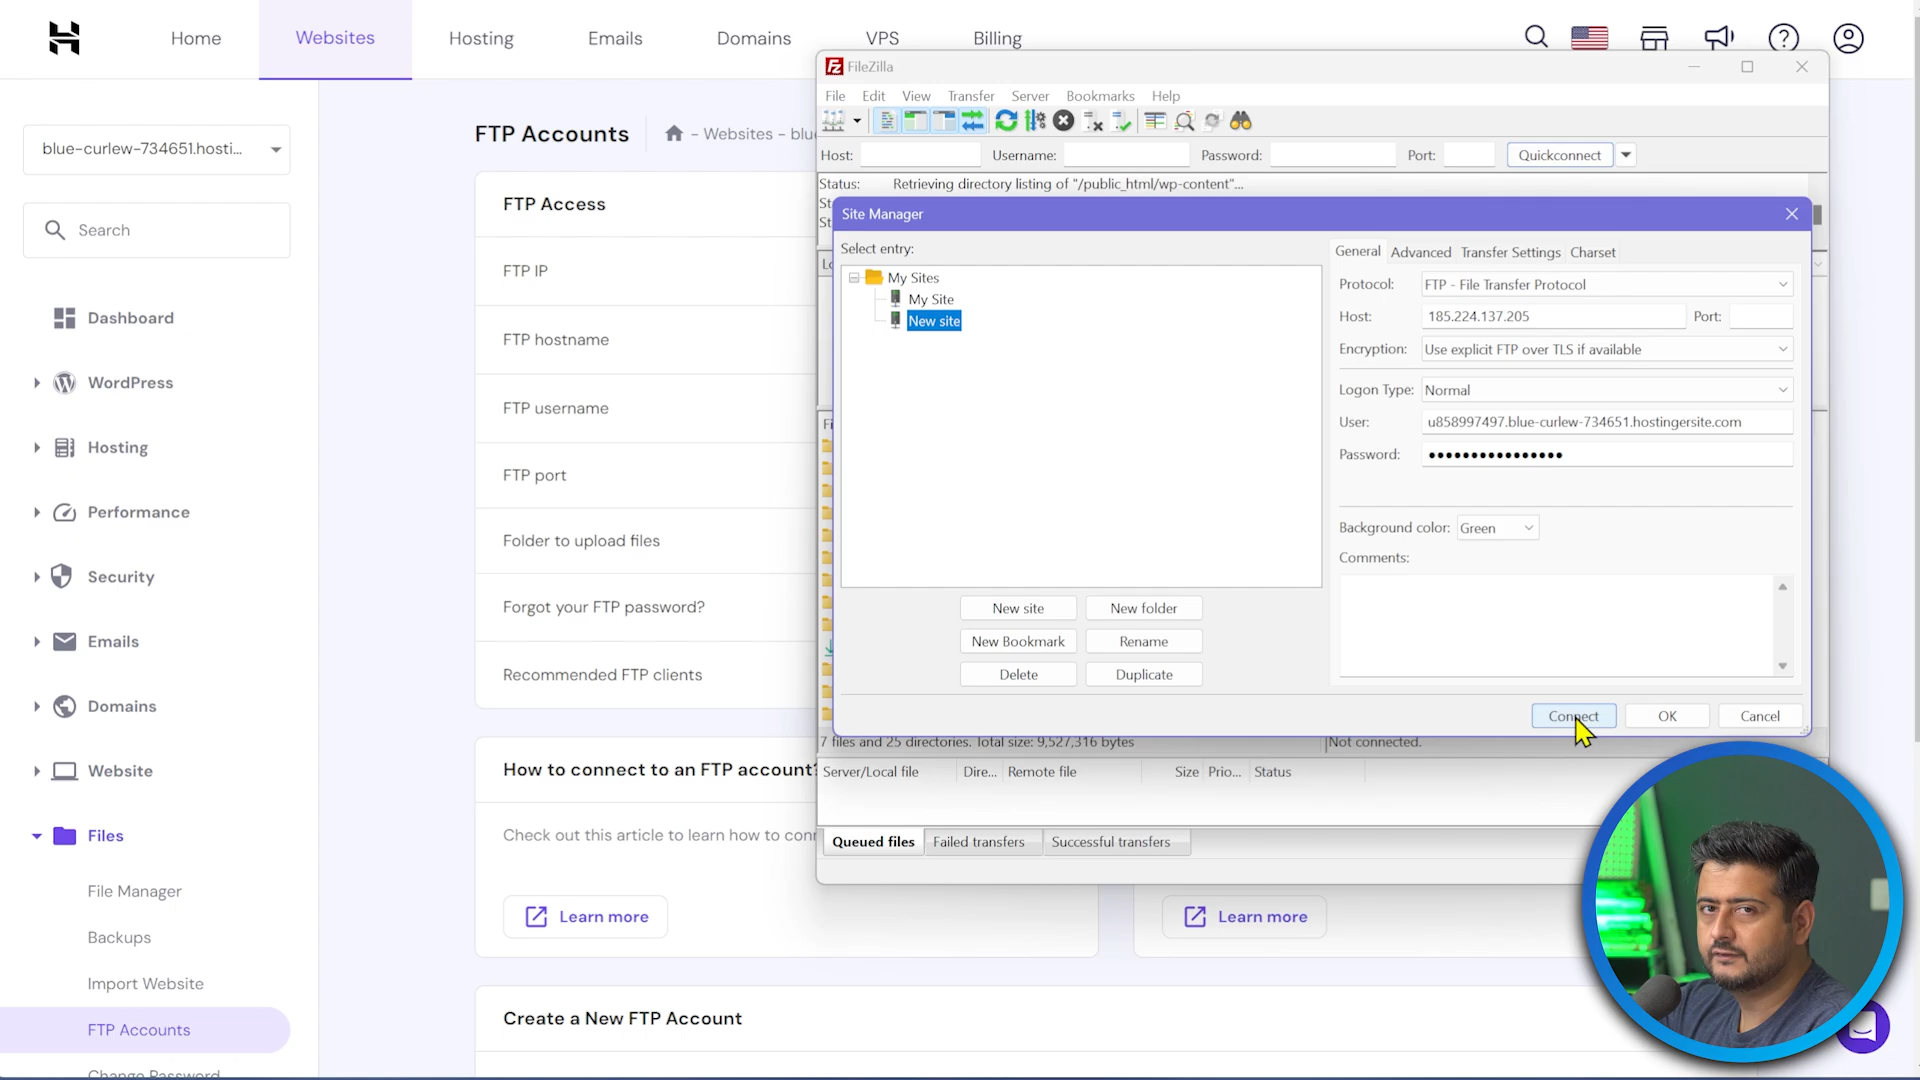 Home
Websites
Hosting
Emails
Domains
VPS
Billing
FileZilla
File Edit View Transfer Server Bookmarks Help
Host: Username: Password: Port: Quickconnect
Status: Retrieving directory listing of "/public_html/wp-content"...
blue-curlew-734651.hosti...
Search
Dashboard
WordPress
Hosting
Performance
Security
Emails
Domains
Website
Files
File Manager
Backups
Import Website
FTP Accounts
Change Password
FTP Accounts
- Websites -
FTP Access
FTP IP
FTP hostname
FTP username
FTP port
Folder to upload files
Forgot your FTP password?
Recommended FTP clients
How to connect to an FTP account?
Check out this article to learn how to
Learn more
Learn more
Create a New FTP Account
Site Manager
Select entry:
My Sites
My Site
New site
New site
New folder
New Bookmark
Rename
Delete
Duplicate
General Advanced Transfer Settings Charset
Protocol: FTP - File Transfer Protocol
Host: 185.224.137.205 Port:
Encryption: Use explicit FTP over TLS if available
Logon Type: Normal
User: u858997497.blue-curlew-734651.hostingersite.com
Password: ●●●●●●●●●●●●●●●●
Background color: Green
Comments:
Connect
OK
Cancel
7 files and 25 directories. Total size: 9,527,316 bytes
Not connected.
Server/Local file Dire... Remote file Size Prio... Status
Queued files Failed transfers Successful transfers